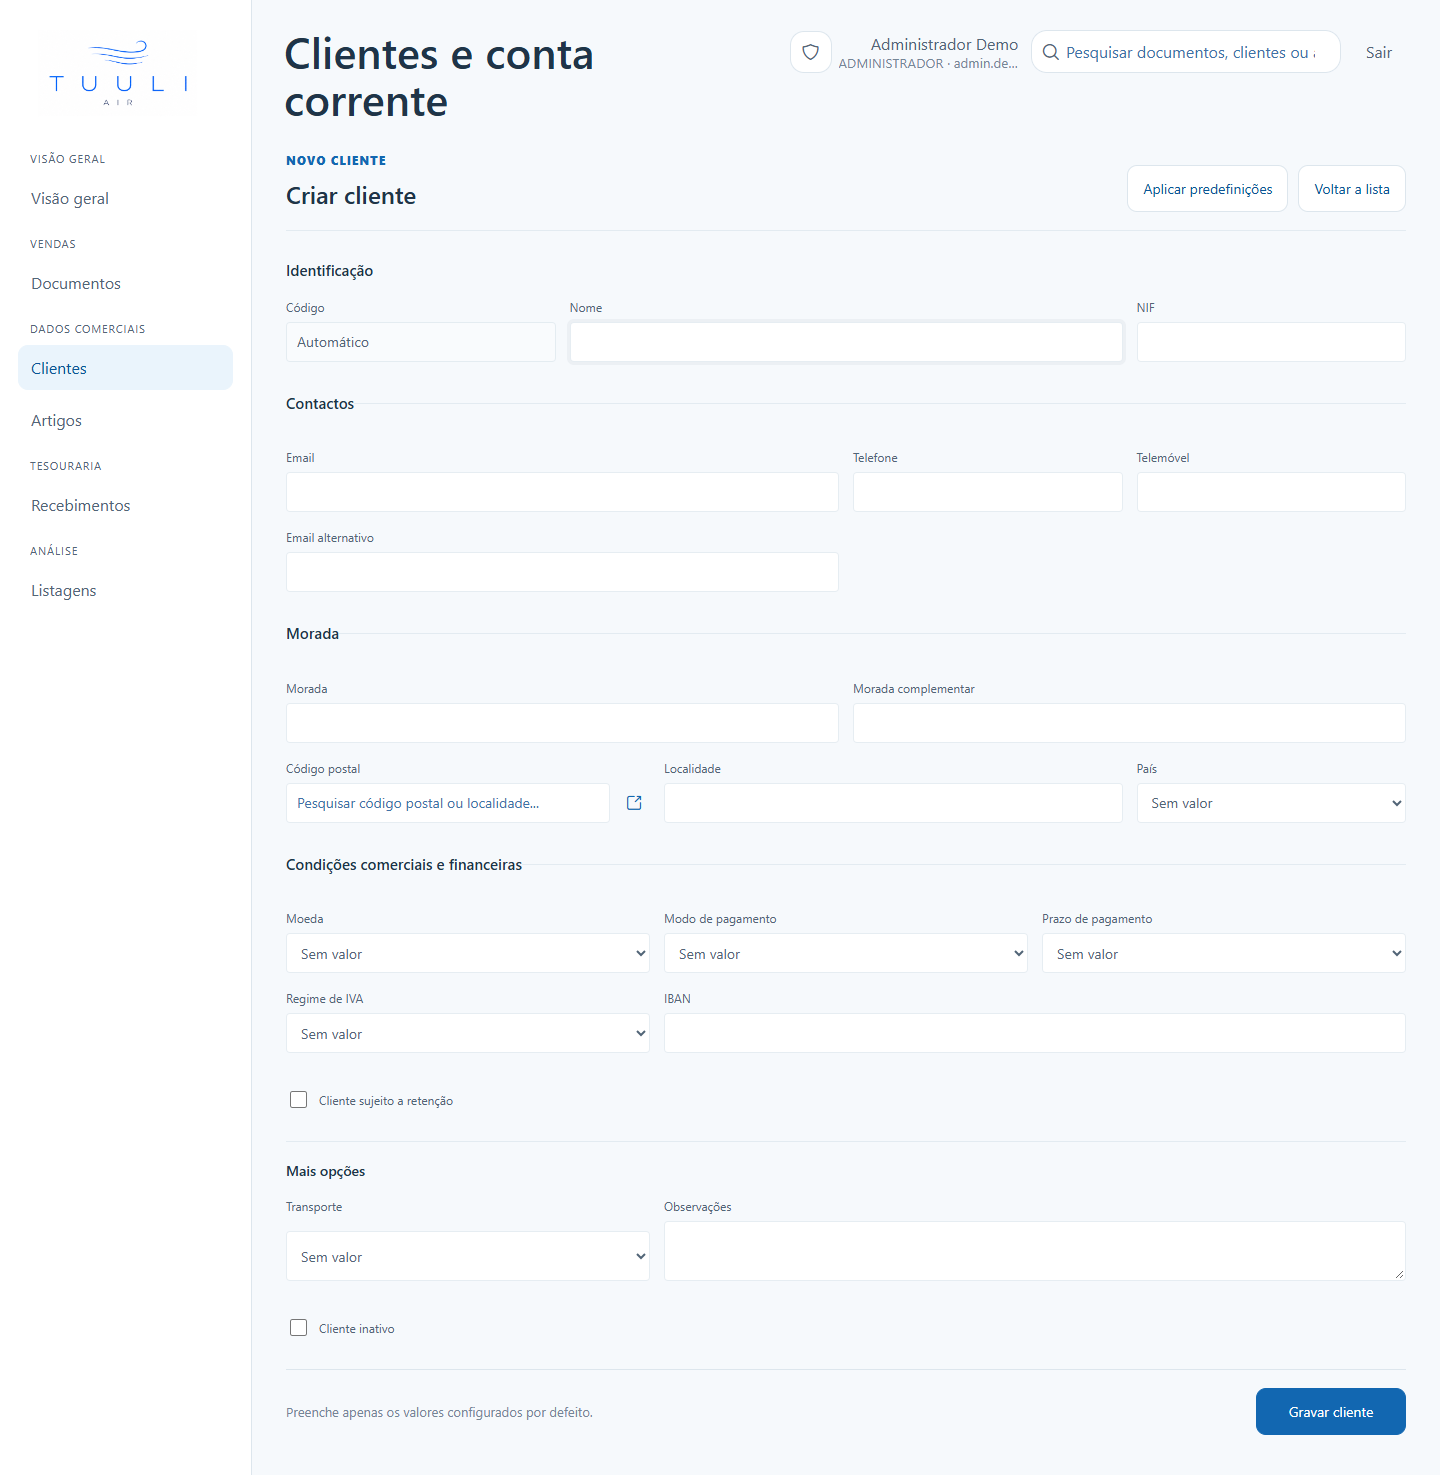 TUULI
AIR
VISÃO GERAL
Visão geral
VENDAS
Documentos
DADOS COMERCIAIS
Clientes
Artigos
TESOURARIA
Recebimentos
ANÁLISE
Listagens
Clientes e conta
corrente
Administrador Demo
ADMINISTRADOR · admin.de...
Pesquisar documentos, clientes ou
Sair
NOVO CLIENTE
Criar cliente
Aplicar predefinições
Voltar a lista
Identificação
Código
Nome
NIF
Automático
Contactos
Email
Telefone
Telemóvel
Email alternativo
Morada
Morada
Morada complementar
Código postal
Localidade
País
Pesquisar código postal ou localidade...
Sem valor
Condições comerciais e financeiras
Moeda
Modo de pagamento
Prazo de pagamento
Sem valor
Sem valor
Sem valor
Regime de IVA
IBAN
Sem valor
Cliente sujeito a retenção
Mais opções
Transporte
Observações
Sem valor
Cliente inativo
Preenche apenas os valores configurados por defeito.
Gravar cliente